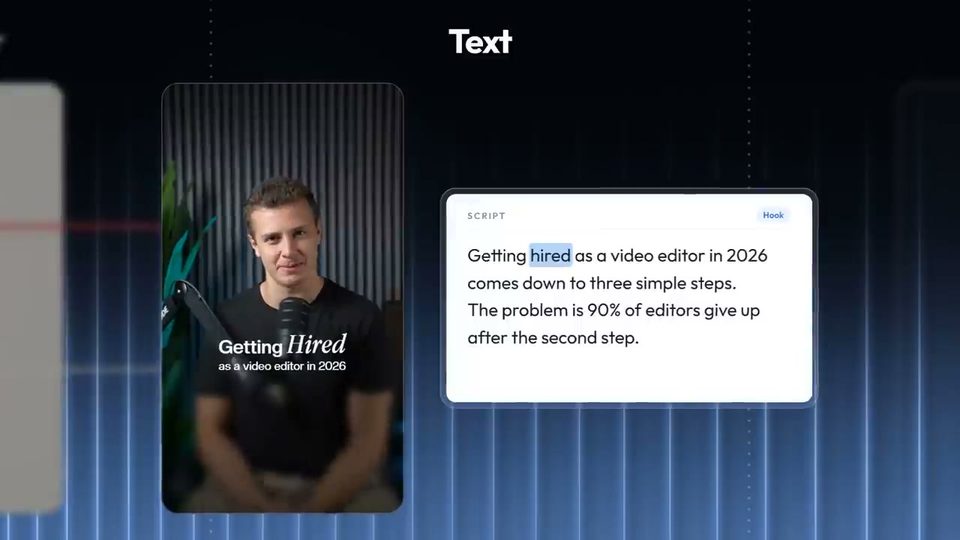 Text
Getting Hired
as a video editor in 2026
SCRIPT
Hook
Getting hired as a video editor in 2026
comes down to three simple steps.
The problem is 90% of editors give up
after the second step.